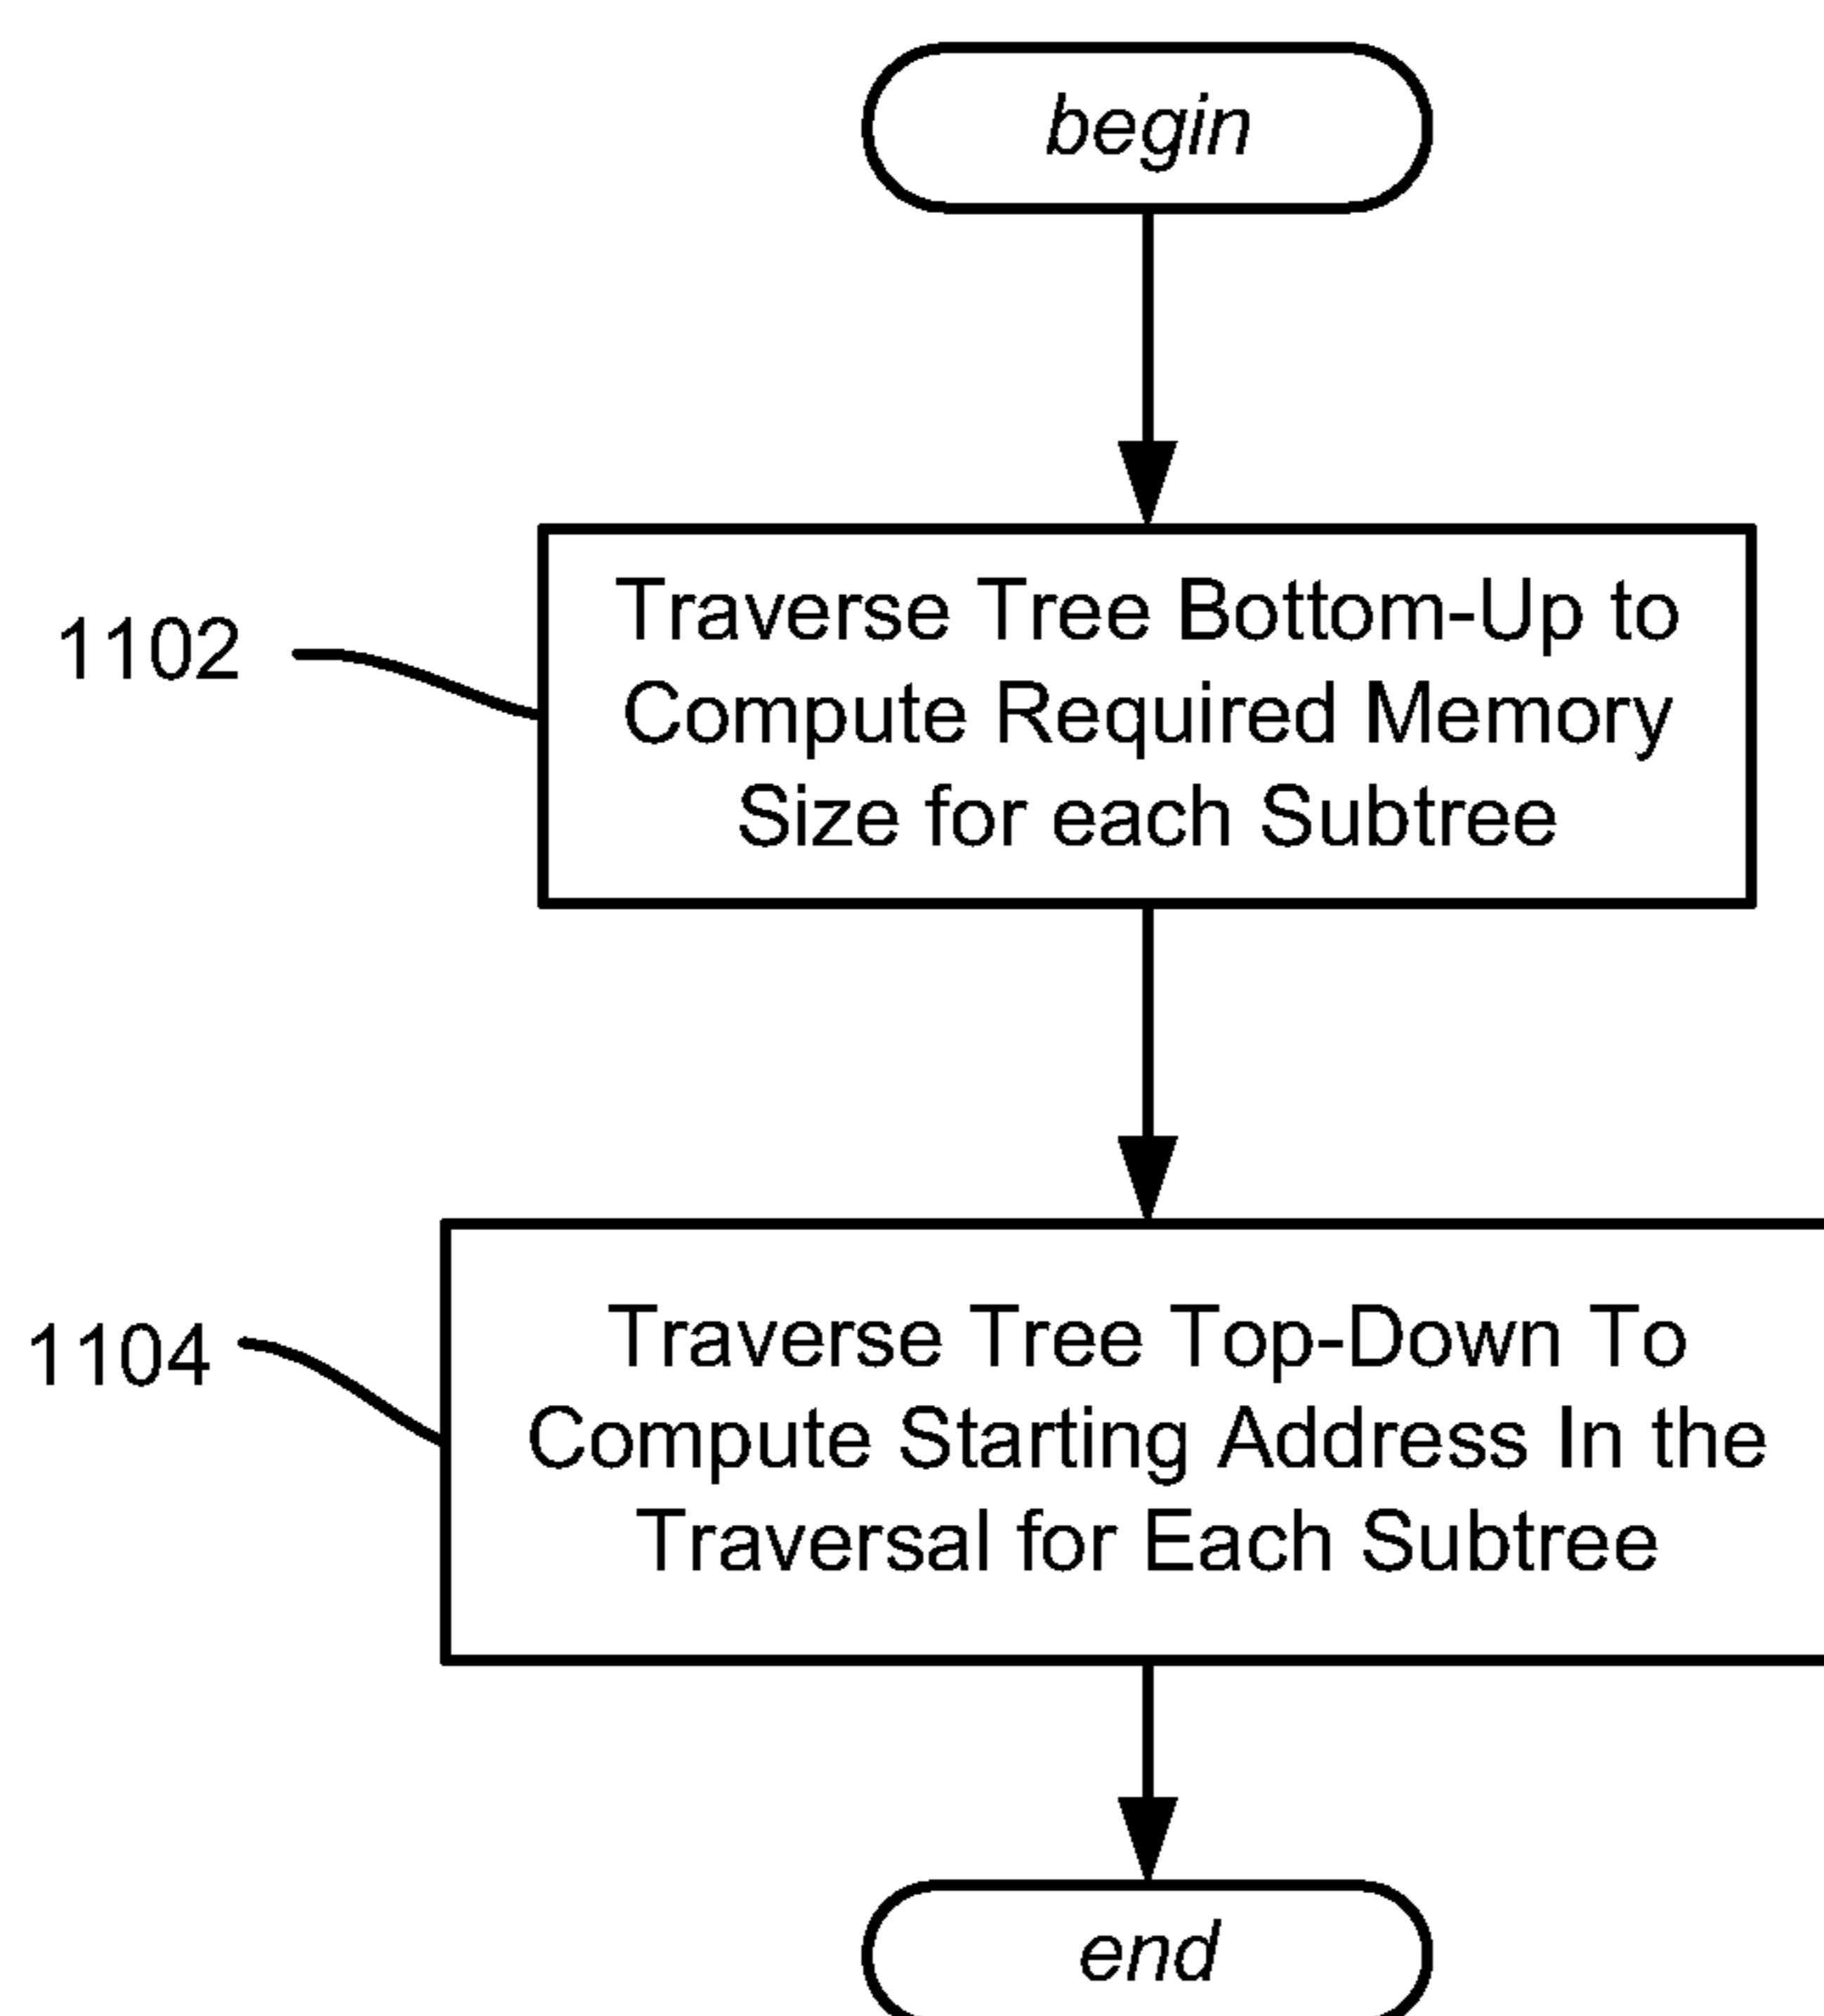 begin
1102
Traverse Tree Bottom-Up to
Compute Required Memory
Size for each Subtree
1104
Traverse Tree Top-Down To
Compute Starting Address In the
Traversal for Each Subtree
end